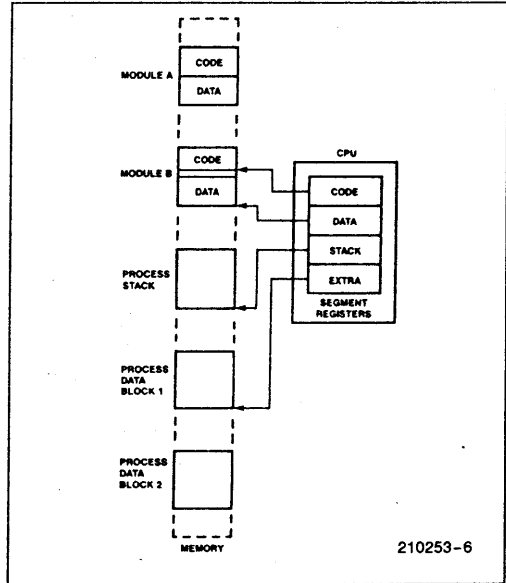 CODE
MODULE A
DATA
CPU
CODE
MODULE B
DATA
CODE
DATA
STACK
EXTRA
SEGMENT
REGISTERS
PROCESS
STACK
PROCESS
DATA
BLOCK 1
PROCESS
DATA
BLOCK 2
MEMORY
210253-6